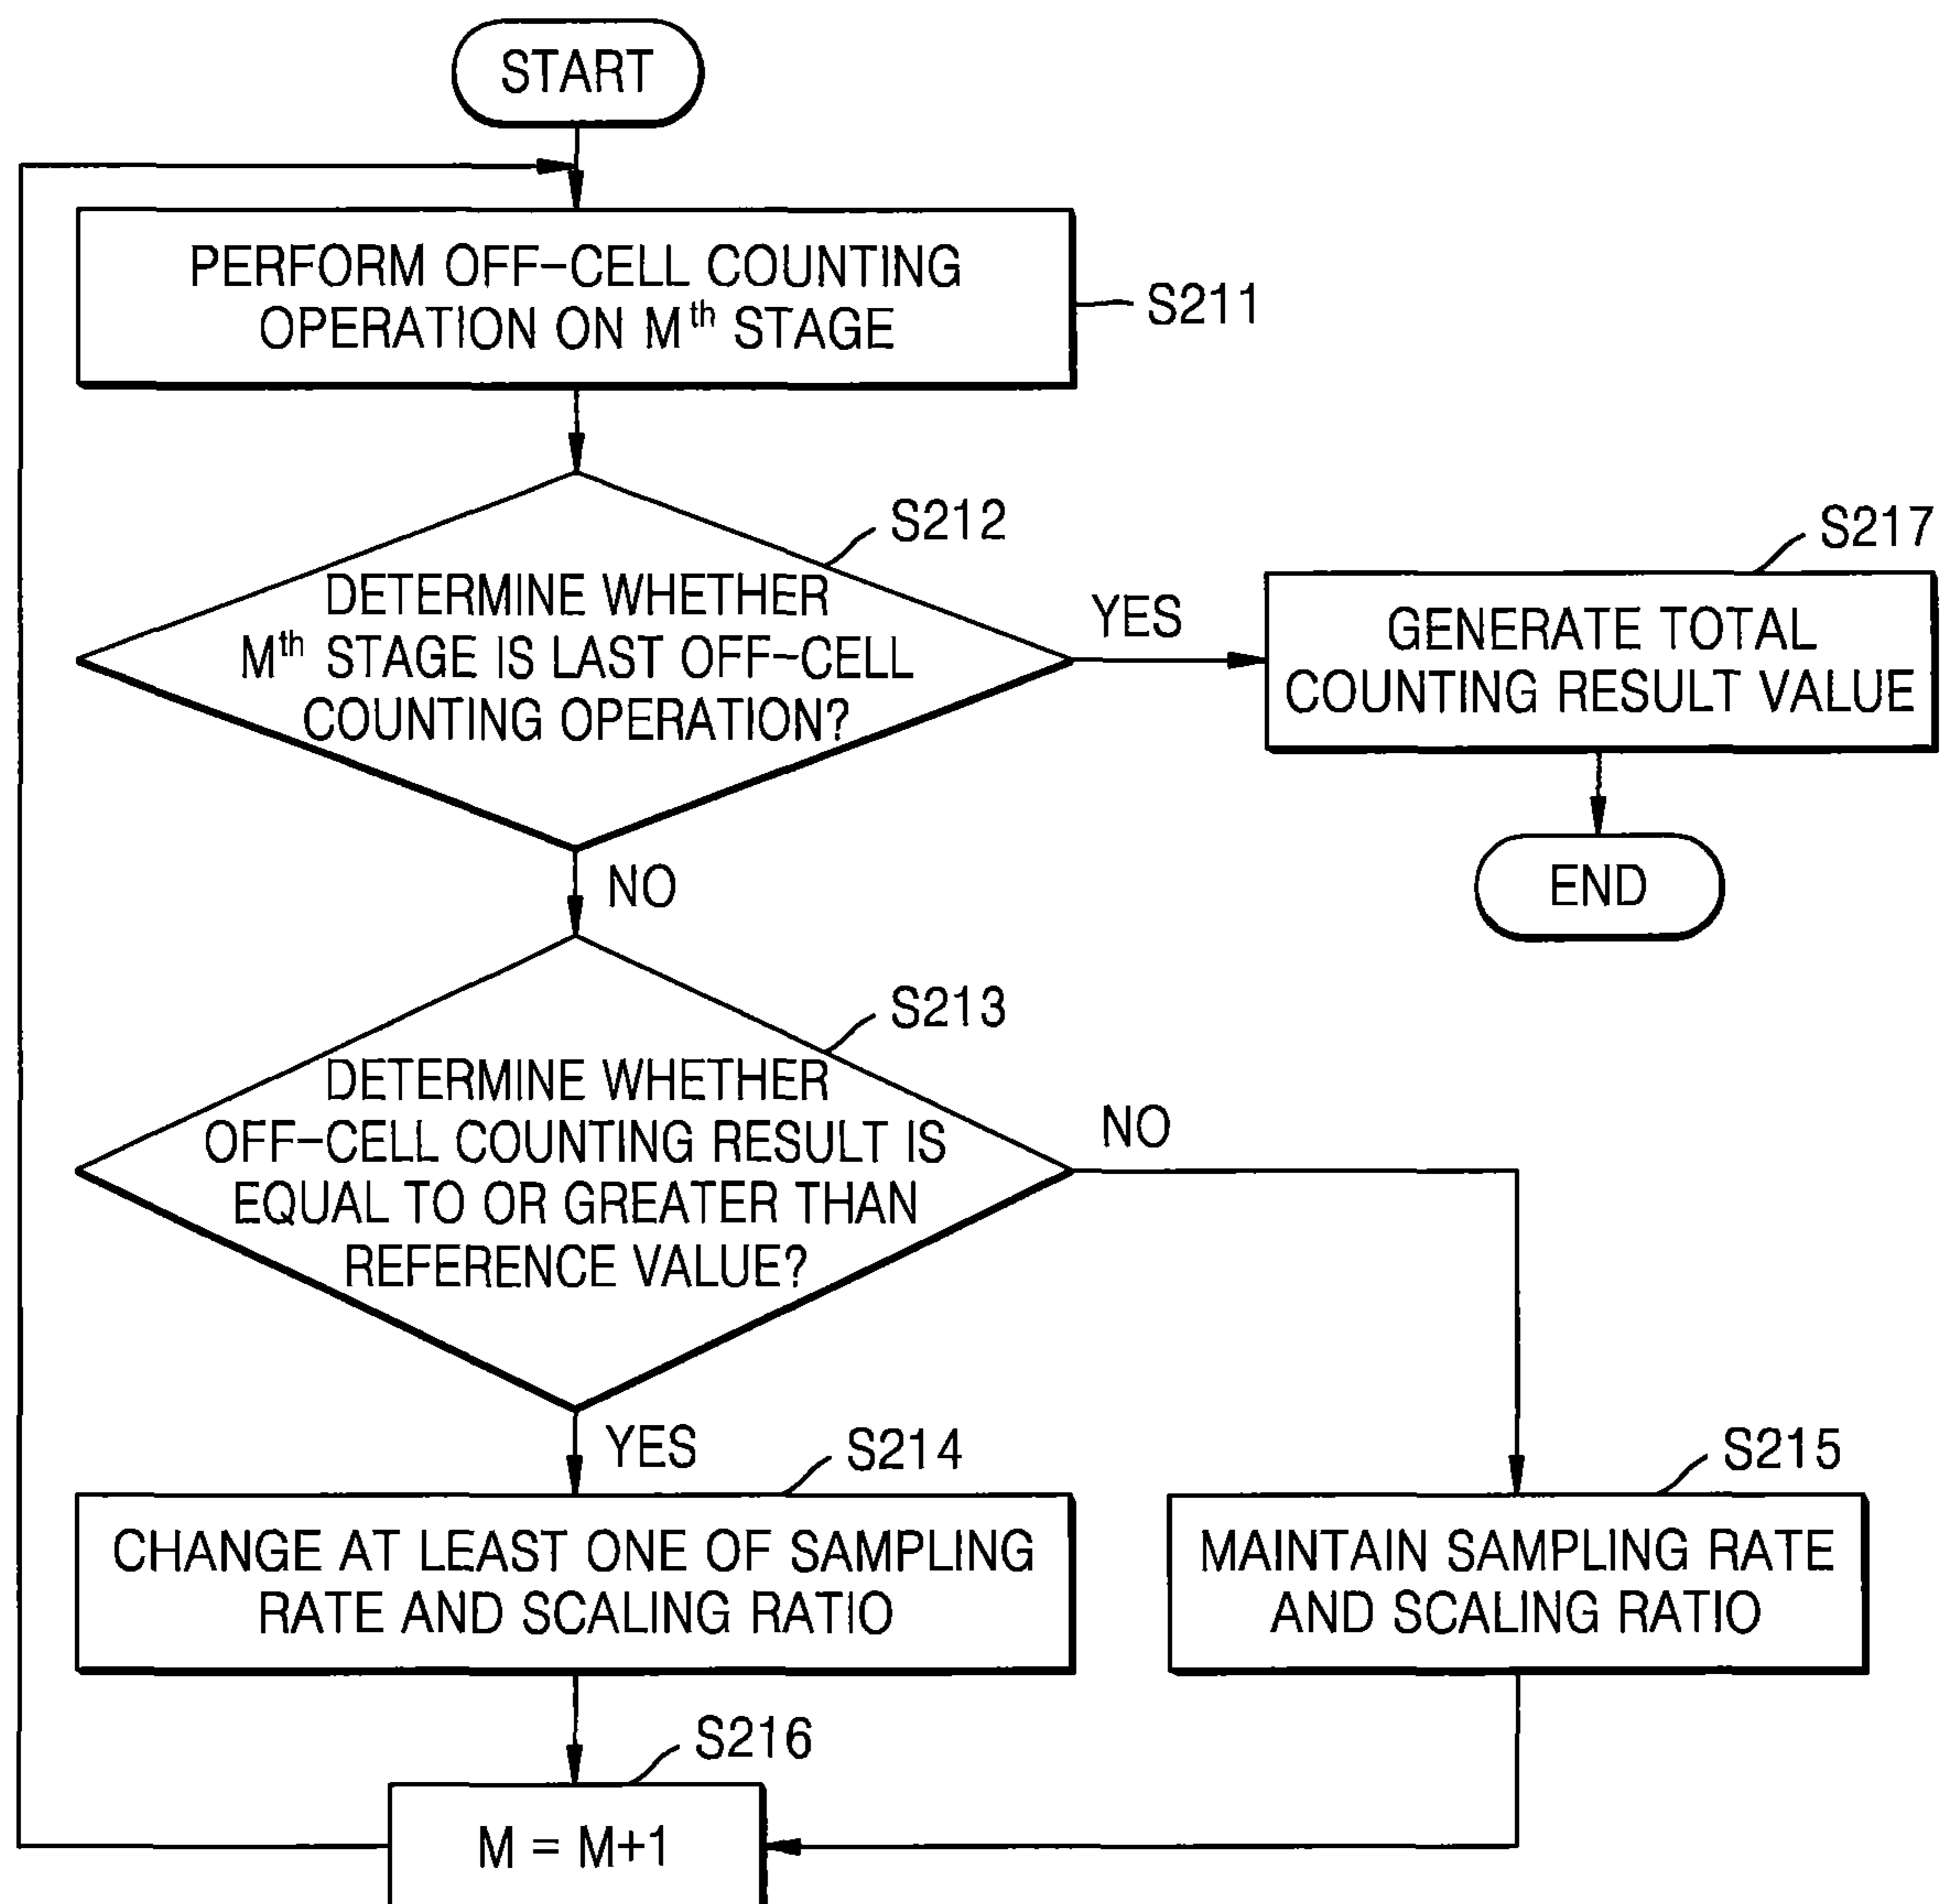 START
PERFORM OFF-CELL COUNTING
OPERATION ON Mth STAGE
S211
S212
DETERMINE WHETHER
Mth STAGE IS LAST OFF-CELL
COUNTING OPERATION?
YES
S217
GENERATE TOTAL
COUNTING RESULT VALUE
END
NO
S213
DETERMINE WHETHER
OFF-CELL COUNTING RESULT IS
EQUAL TO OR GREATER THAN
REFERENCE VALUE?
NO
YES
S214
CHANGE AT LEAST ONE OF SAMPLING
RATE AND SCALING RATIO
S215
MAINTAIN SAMPLING RATE
AND SCALING RATIO
S216
M = M+1